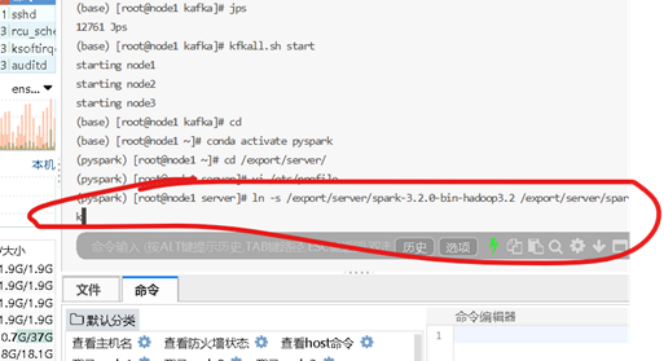 1 sshd
3 rcu_sche
3 ksoftirq
3 auditd
ens...
本机
/大小
1.9G/1.9G
1.9G/1.9G
1.9G/1.9G
1.9G/1.9G
0.7G/37G
8G/18.1G
(base) [root@node1 kafka]# jps
12761 Jps
(base) [root@node1 kafka]# kfkall.sh start
starting node1
starting node2
starting node3
(base) [root@node1 kafka]# cd
(base) [root@node1 ~]# conda activate pyspark
(pyspark) [root@node1 ~]# cd /export/server/
(pyspark) [root@node1 server]# vi /etc/profile
(pyspark) [root@node1 server]# ln -s /export/server/spark-3.2.0-bin-hadoop3.2 /export/server/spar
k
命令输入 (按ALT键提示历史,TAB键
历史
选项
文件
命令
默认分类
查看主机名
查看防火墙状态
查看host命令
命令编辑器
1